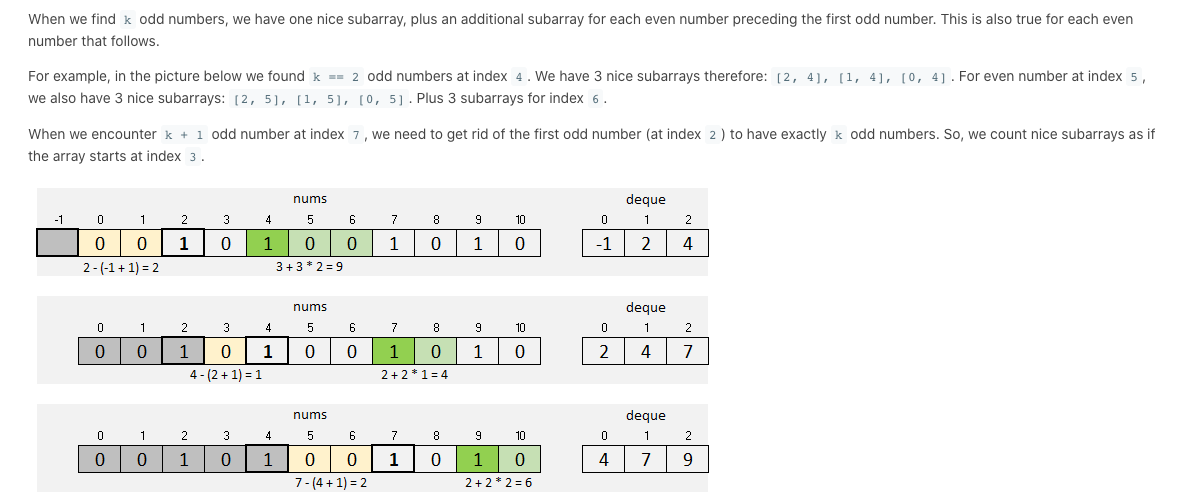 When we find k odd numbers, we have one nice subarray, plus an additional subarray for each even number preceding the first odd number. This is also true for each even
number that follows.
For example, in the picture below we found k == 2 odd numbers at index 4. We have 3 nice subarrays therefore: [2, 4], [1, 4], [0, 4]. For even number at index 5,
we also have 3 nice subarrays: [2, 5], [1, 5], [0, 5]. Plus 3 subarrays for index 6.
When we encounter k + 1 odd number at index 7, we need to get rid of the first odd number (at index 2) to have exactly k odd numbers. So, we count nice subarrays as if
the array starts at index 3.
nums deque
-1 0 1 2 3 4 5 6 7 8 9 10 0 1 2
0 0 1 0 1 0 0 1 0 1 0 -1 2 4
2 - (-1 + 1) = 2 3 + 3 * 2 = 9
nums deque
0 1 2 3 4 5 6 7 8 9 10 0 1 2
0 0 1 0 1 0 0 1 0 1 0 2 4 7
4 - (2 + 1) = 1 2 + 2 * 1 = 4
nums deque
0 1 2 3 4 5 6 7 8 9 10 0 1 2
0 0 1 0 1 0 0 1 0 1 0 4 7 9
7 - (4 + 1) = 2 2 + 2 * 2 = 6